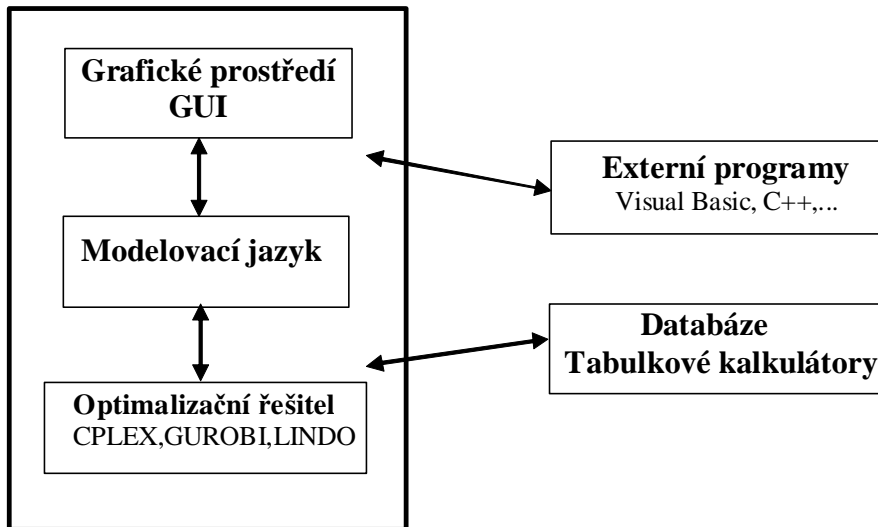 Grafické prostředí
GUI
Modelovací jazyk
Optimalizační řešitel
CPLEX,GUROBI,LINDO
Externí programy
Visual Basic, C++,...
Databáze
Tabulkové kalkulátory